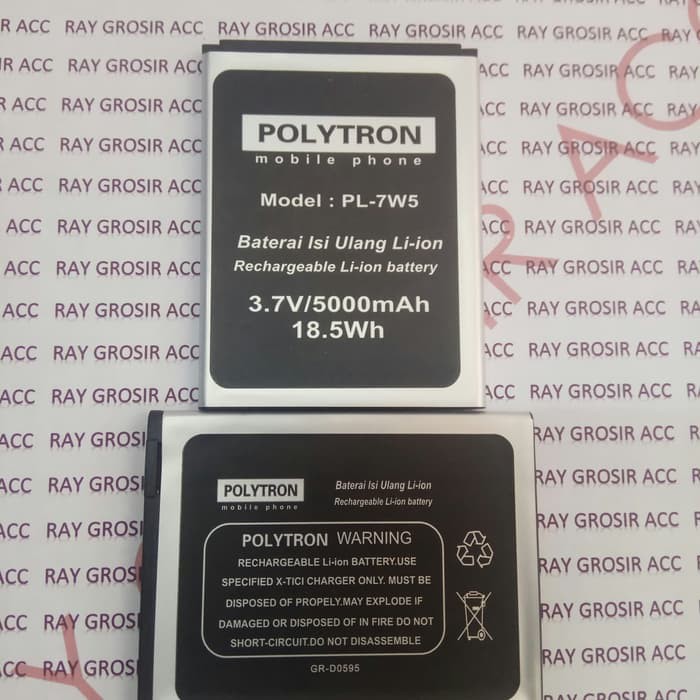 RAY GROSIR ACC
POLYTRON
mobile phone
Model : PL-7W5
Baterai Isi Ulang Li-ion
Rechargeable Li-ion battery
3.7V/5000mAh
18.5Wh
POLYTRON
mobile phone
Baterai Isi Ulang Li-ion
Rechargeable Li-ion battery
POLYTRON WARNING
RECHARGEABLE Li-ion BATTERY.USE
SPECIFIED X-TICI CHARGER ONLY. MUST BE
DISPOSED OF PROPELY.MAY EXPLODE IF
DAMAGED OR DISPOSED OF IN FIRE DO NOT
SHORT-CIRCUIT.DO NOT DISASSEMBLE
GR-D0595